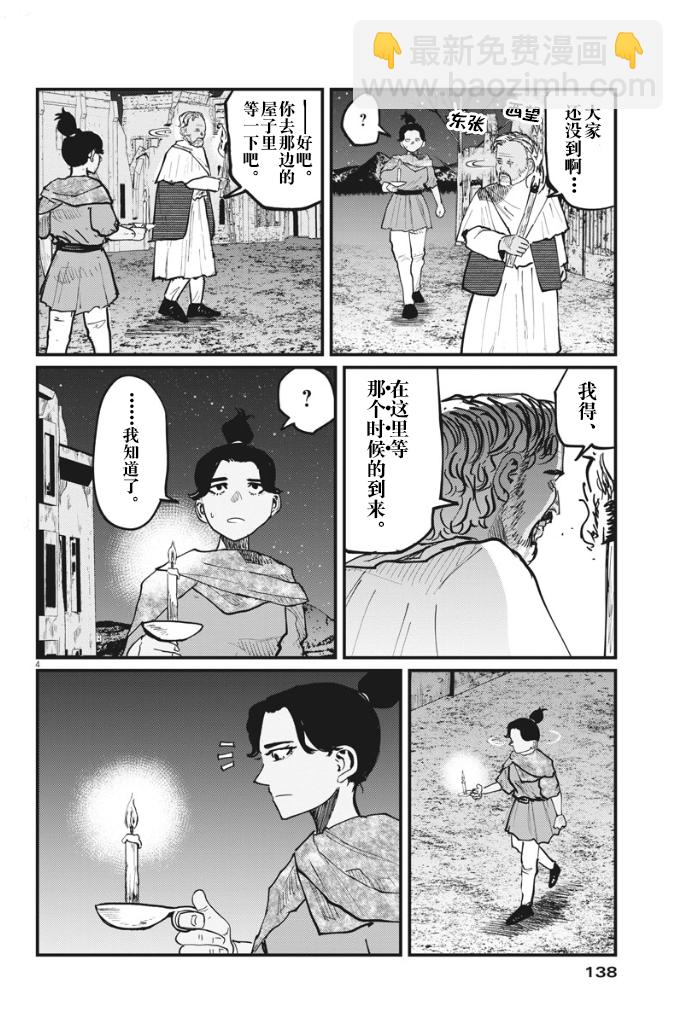 最新免费漫画
www.baozimh.com
大家
还没到啊…
西望
东张
？
——好吧。
你去那边的
屋子里
等一下吧。
我得、
在这里等
那个时候的到来。
？
……我知道了。
4
138